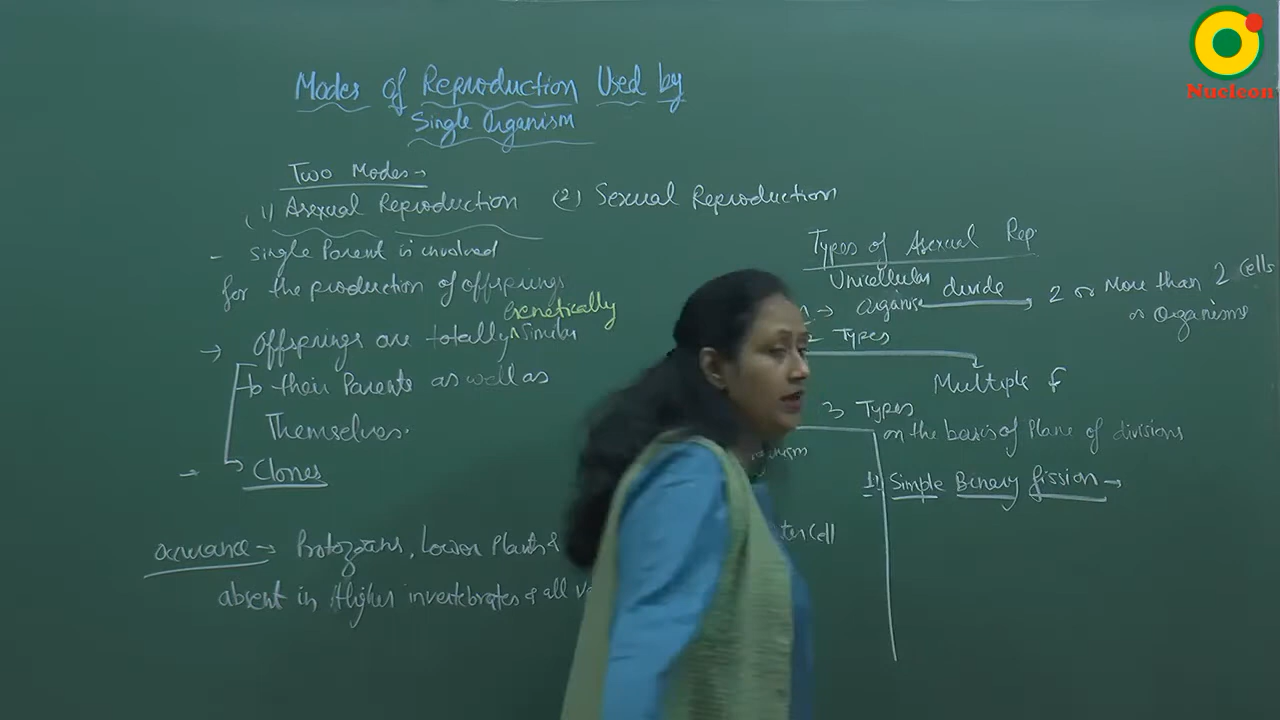 Nucleon
Modes of Reproduction Used by
Single Organism
Two Modes→
(1) Asexual Reproduction (2) Sexual Reproduction
- Single Parent is involved
for the production of offsprings
→ Offsprings are totally Genetically Similar
to their Parents as well as
Themselves.
→ Clones
→ Protozoans, Lower Plants &
absent in Higher invertebrates & all
Types of Asexual Rep.
Unicellular
divide → 2 or More than 2 Cells
or Organisms
2 Types
Multiple f
3 Types
on the basis of Plane of divisions
(1) Simple Binary fission →
Cell